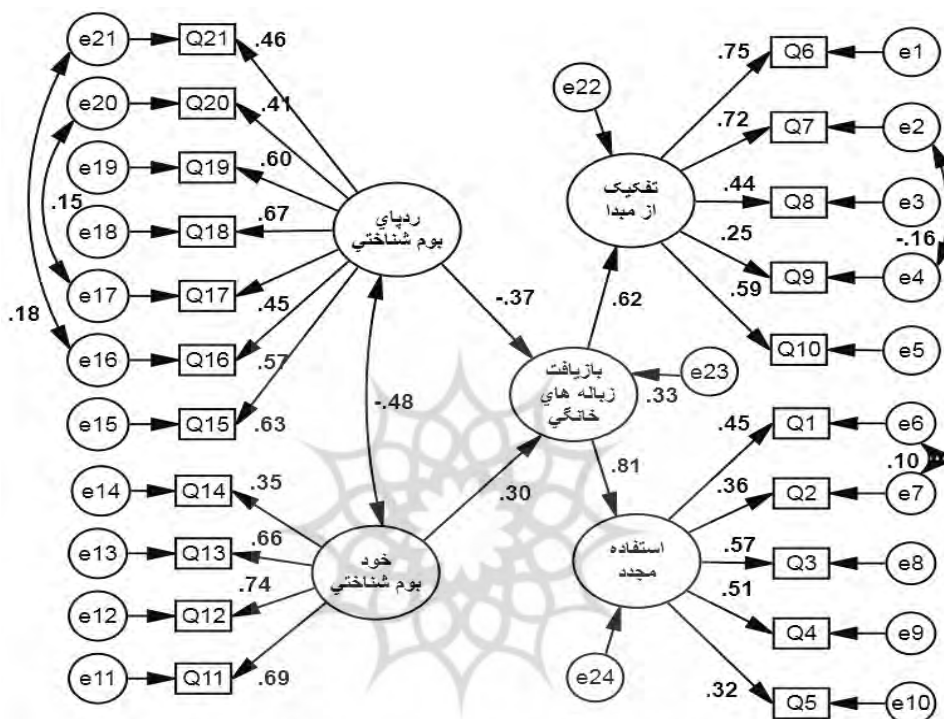 e21 Q21 .46
e20 Q20 .41
e19 Q19 .60
e18 Q18 .67
e17 Q17 .45
e16 Q16 .57
e15 Q15 .63
.15
.18
ردپاي
بوم شناختي
e14 Q14 .35
e13 Q13 .66
e12 Q12 .74
e11 Q11 .69
خود
بوم شناختي
-.48
-.37
.30
بازيافت
زباله هاي
خانگي
e23
.33
.62
.81
e22
تفكيك
از مبدا
.75 Q6 e1
.72 Q7 e2
.44 Q8 e3
.25 Q9 e4
.59 Q10 e5
-.16
استفاده
مجدد
e24
.45 Q1 e6
.36 Q2 e7
.57 Q3 e8
.51 Q4 e9
.32 Q5 e10
.10